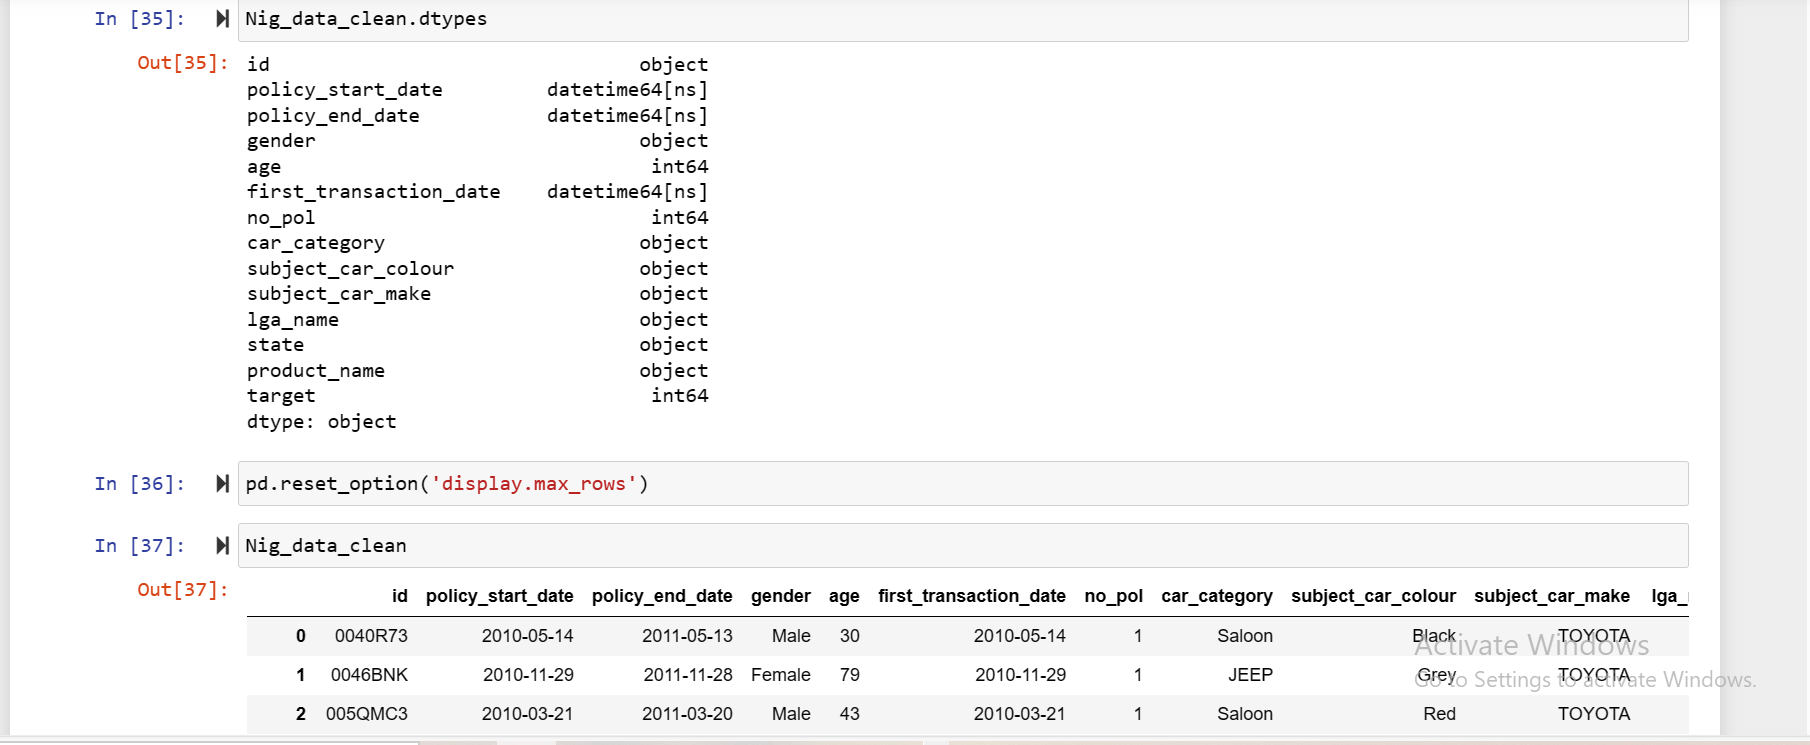 In [35]: Nig_data_clean.dtypes
Out[35]: id object
policy_start_date datetime64[ns]
policy_end_date datetime64[ns]
gender object
age int64
first_transaction_date datetime64[ns]
no_pol int64
car_category object
subject_car_colour object
subject_car_make object
lga_name object
state object
product_name object
target int64
dtype: object
In [36]: pd.reset_option('display.max_rows')
In [37]: Nig_data_clean
Out[37]:
id policy_start_date policy_end_date gender age first_transaction_date no_pol car_category subject_car_colour subject_car_make lga_
0 0040R73 2010-05-14 2011-05-13 Male 30 2010-05-14 1 Saloon Black TOYOTA
1 0046BNK 2010-11-29 2011-11-28 Female 79 2010-11-29 1 JEEP Grey TOYOTA
2 005QMC3 2010-03-21 2011-03-20 Male 43 2010-03-21 1 Saloon Red TOYOTA
Activate Windows
Go to Settings to activate Windows.